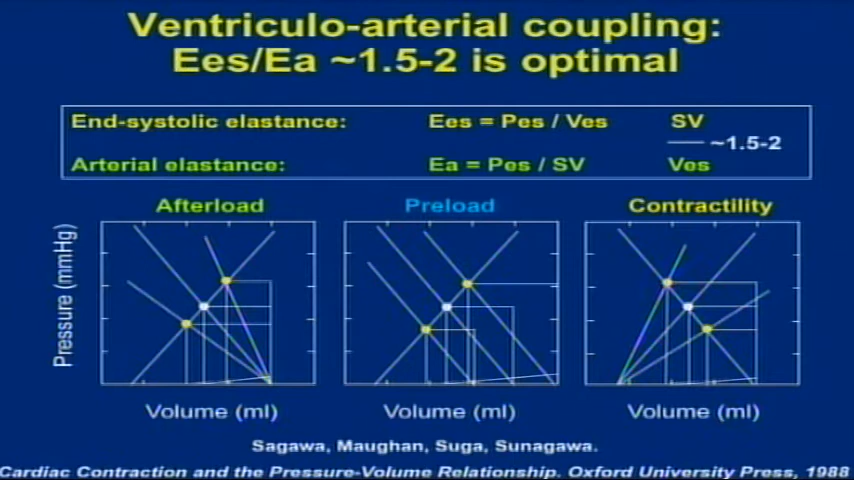 Ventriculo-arterial coupling:
Ees/Ea ~1.5-2 is optimal
End-systolic elastance: Ees = Pes / Ves SV
~1.5-2
Arterial elastance: Ea = Pes / SV Ves
Afterload Preload Contractility
Pressure (mmHg)
Volume (ml) Volume (ml) Volume (ml)
Sagawa, Maughan, Suga, Sunagawa.
Cardiac Contraction and the Pressure-Volume Relationship. Oxford University Press, 1988